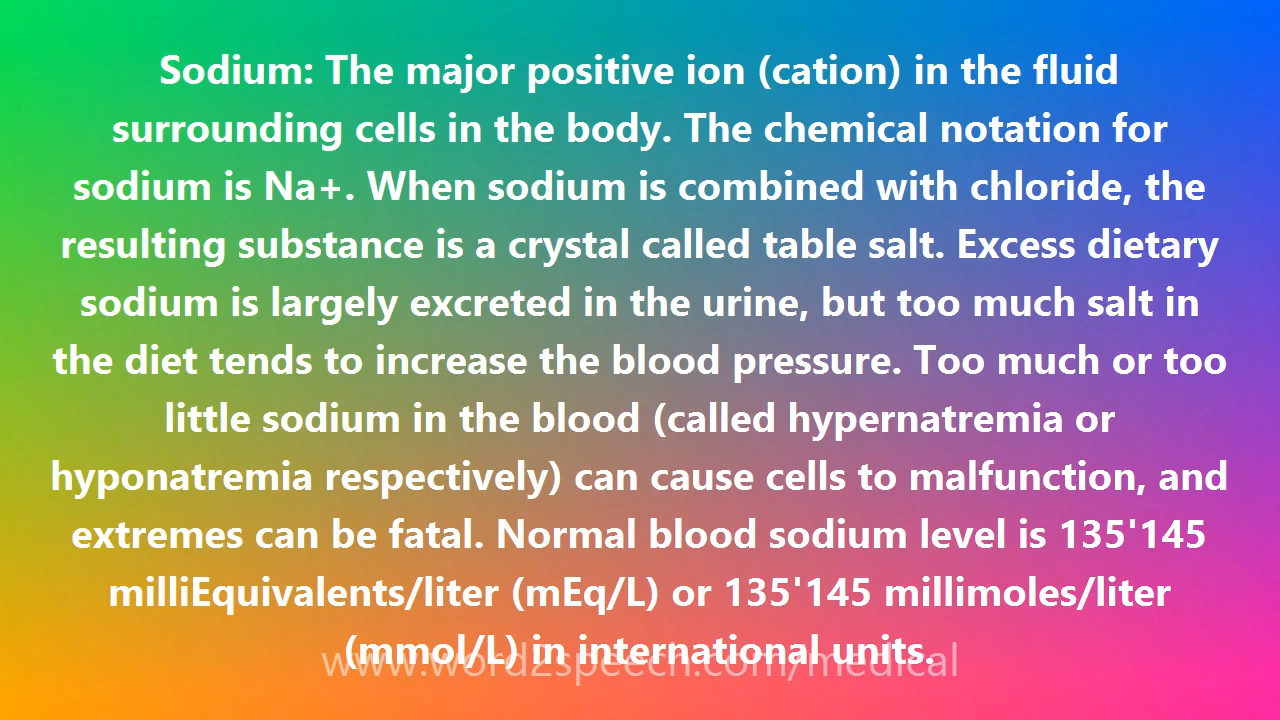 Sodium: The major positive ion (cation) in the fluid
surrounding cells in the body. The chemical notation for
sodium is Na+. When sodium is combined with chloride, the
resulting substance is a crystal called table salt. Excess dietary
sodium is largely excreted in the urine, but too much salt in
the diet tends to increase the blood pressure. Too much or too
little sodium in the blood (called hypernatremia or
hyponatremia respectively) can cause cells to malfunction, and
extremes can be fatal. Normal blood sodium level is 135'145
milliEquivalents/liter (mEq/L) or 135'145 millimoles/liter
(mmol/L) in international units.
www.word2speech.com/medical